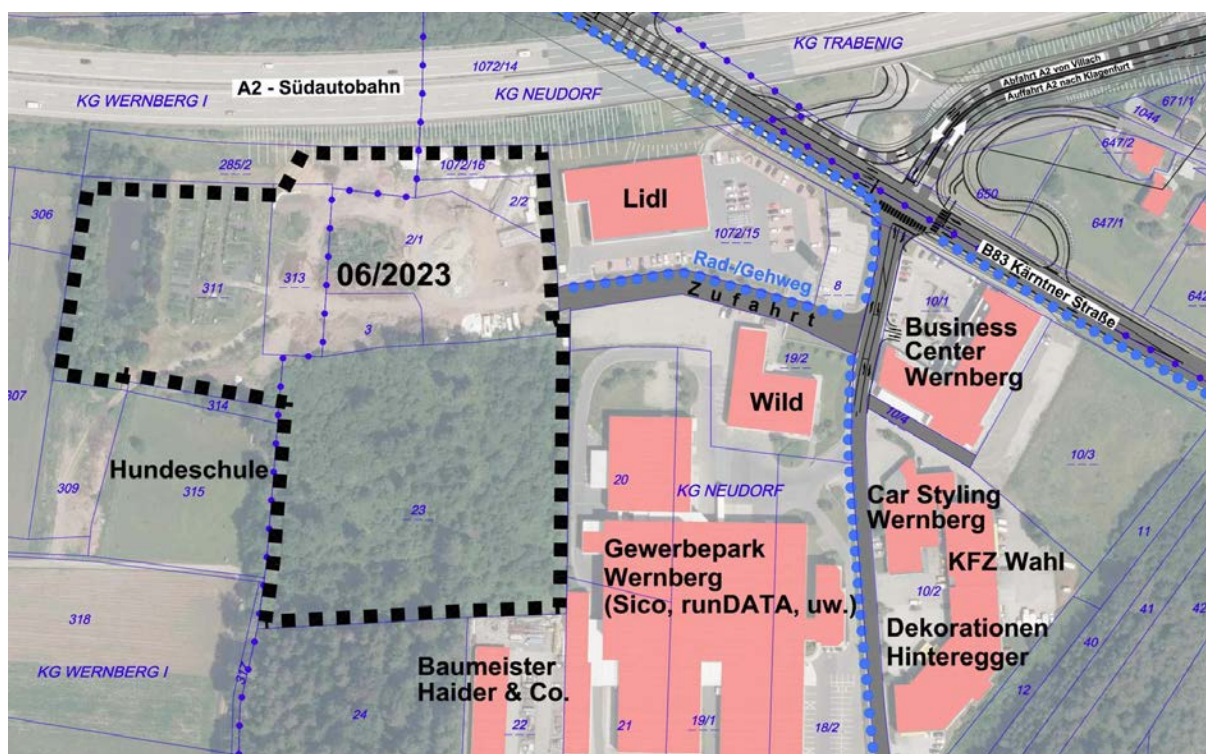 KG TRABENIG
1072/14
A2 - Südautobahn
KG WERNBERG I
KG NEUDORF
Abfahrt A2 von Villach
Auffahrt A2 nach Klagenfurt
671/1
1044
647/2
285/2
1072/16
650
647/1
306
2/2
Lidl
1072/15
2/1
B83 Kärntner Straße
642
311
313
06/2023
Rad-/Gehweg
Zufahrt
8
10/1
3
Business
Center
Wernberg
19/2
307
314
Wild
10/4
10/3
Hundeschule
309
315
20
KG NEUDORF
Car Styling
Wernberg
23
11
KFZ Wahl
Gewerbepark
Wernberg
(Sico, runDATA, uw.)
10/2
41
42
318
40
Dekorationen
Hinteregger
KG WERNBERG I
317
Baumeister
Haider & Co.
12
24
22
21
19/1
18/2